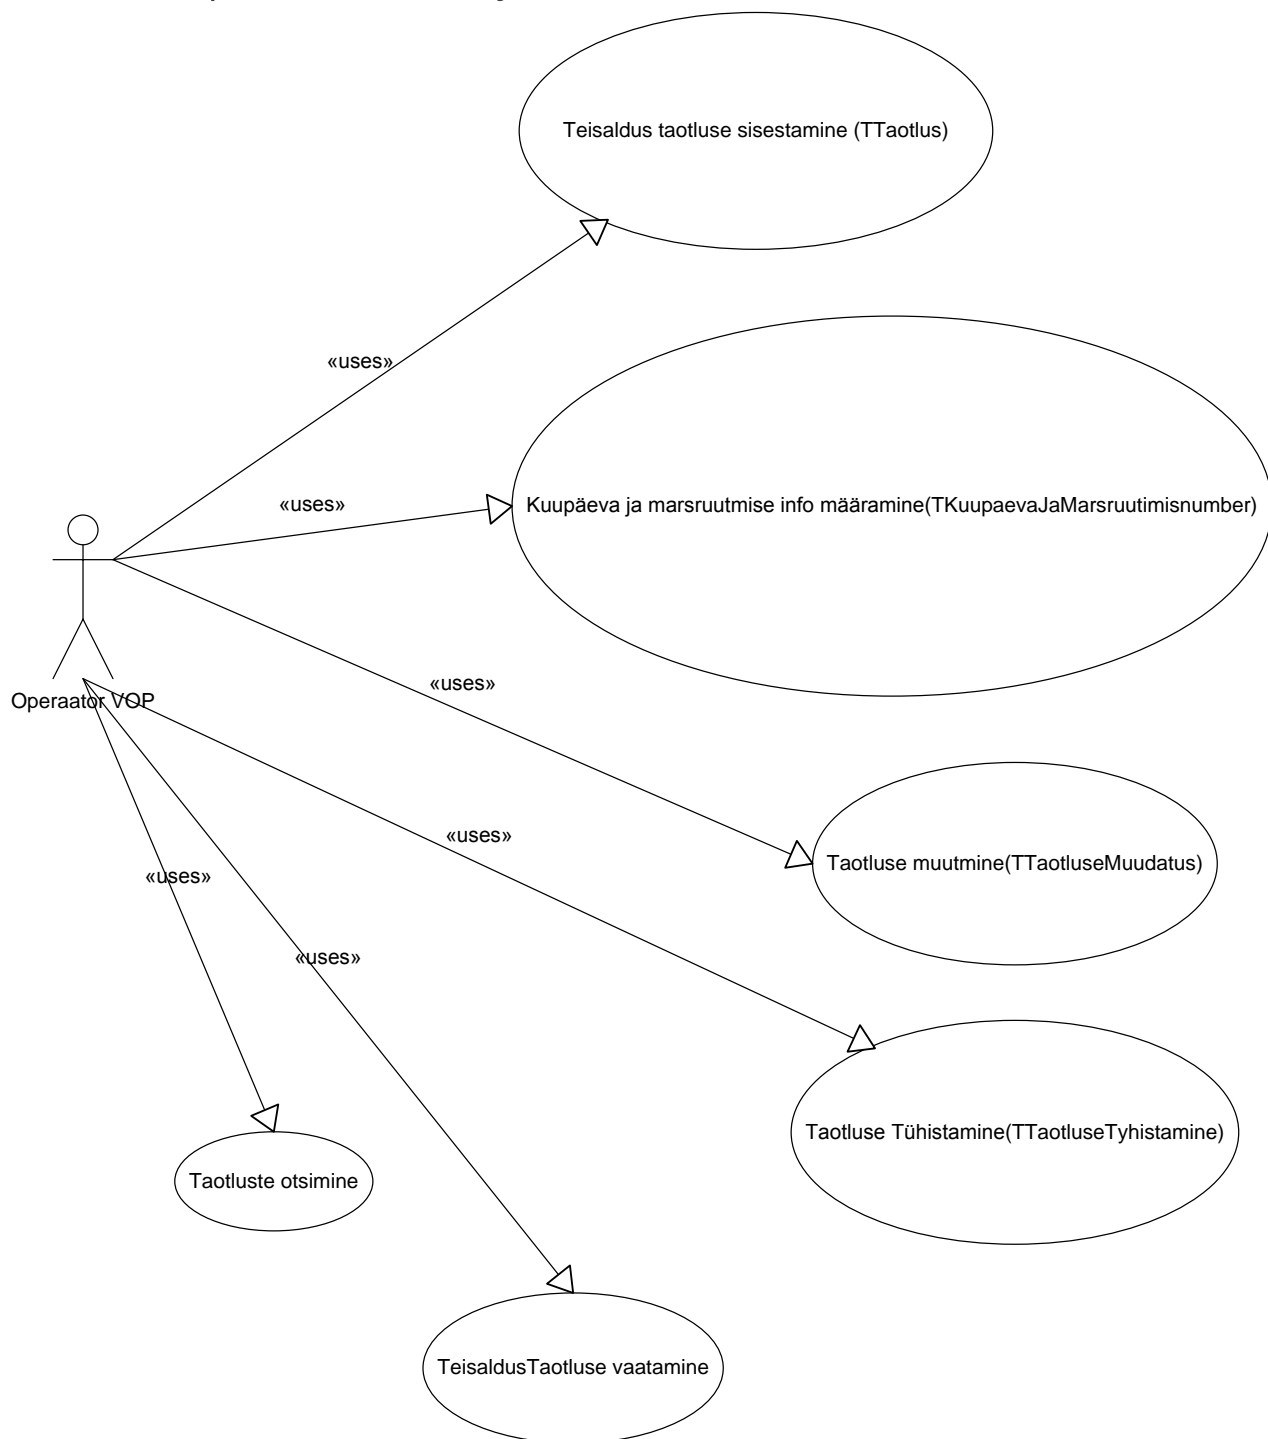 Teisaldus taotluse sisestamine (TTaotlus)
«uses»
«uses»
Kuupäeva ja marsruutmise info määramine(TKuupaevaJaMarsruutimisnumber)
«uses»
Operaator VOP
«uses»
Taotluse muutmine(TTaotluseMuudatus)
«uses»
«uses»
Taotluse Tühistamine(TTaotluseTyhistamine)
Taotluste otsimine
TeisaldusTaotluse vaatamine